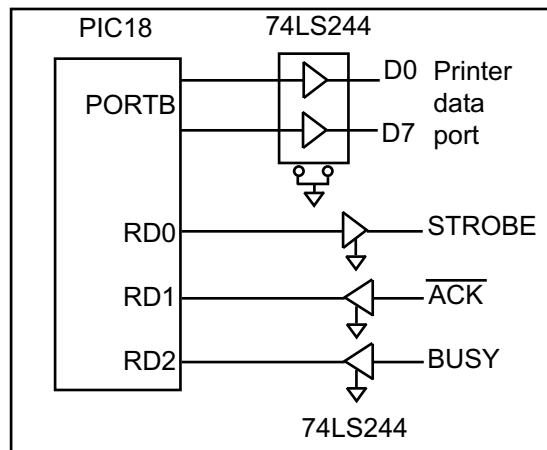 PIC18
74LS244
PORTB
D0
D7
Printer
data
port
RD0
STROBE
RD1
ACK
RD2
BUSY
74LS244